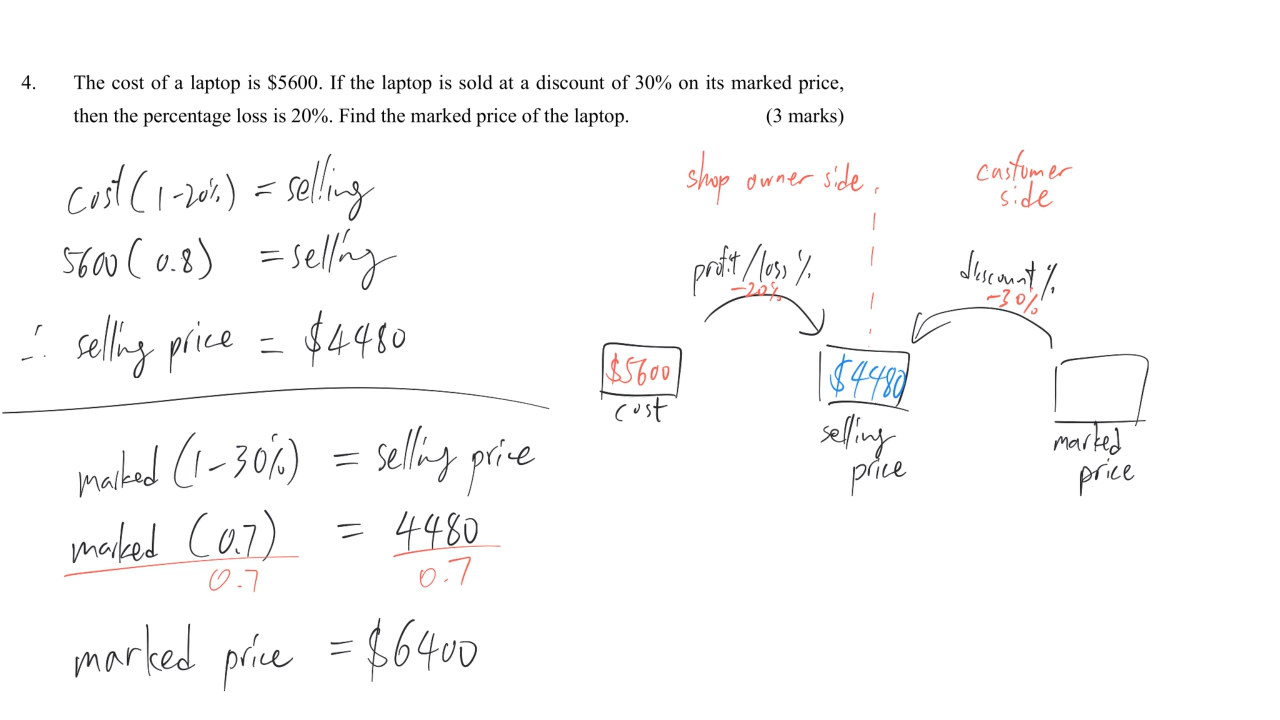 4. The cost of a laptop is $5600. If the laptop is sold at a discount of 30% on its marked price,
then the percentage loss is 20%. Find the marked price of the laptop. (3 marks)
cost (1-20%) = selling
5600 (0.8) = selling
∴ selling price = $4480
marked (1-30%) = selling price
marked (0.7) = 4480
0.7 0.7
marked price = $6400
shop owner side
customer
side
profit/loss %
-20%
discount %
-30%
$5600
cost
$4480
selling
price
marked
price